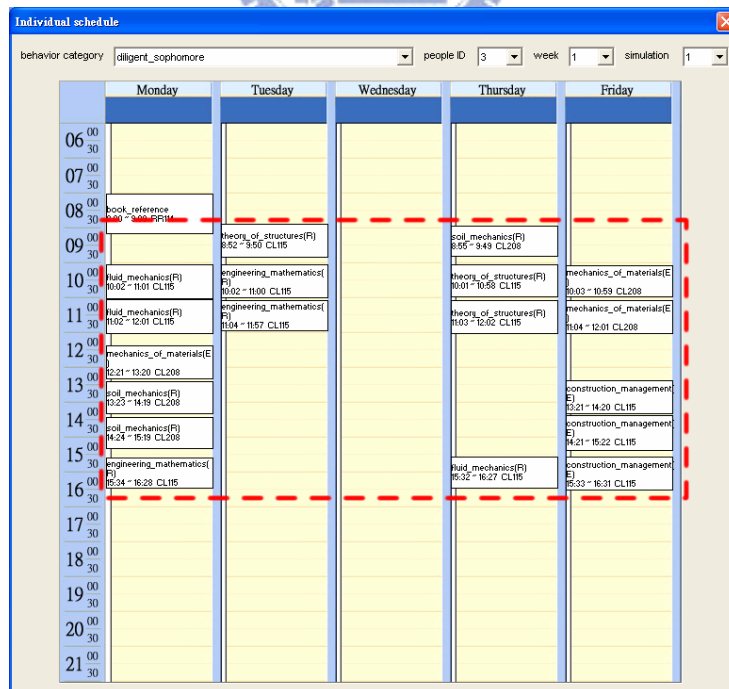 Individual schedule
behavior category diligent_sophomore people ID 3 week 1 simulation 1
Monday Tuesday Wednesday Thursday Friday
06 00 30
07 00 30
08 00 30
09 00 30
10 00 30
11 00 30
12 00 30
13 00 30
14 00 30
15 00 30
16 00 30
17 00 30
18 00 30
19 00 30
20 00 30
21 00 30
book_reference
fluid_mechanics(R)
10:02 ~ 11:01 CL115
fluid_mechanics(R)
11:02 ~ 12:01 CL115
mechanics_of_materials(E
)
12:21 ~ 13:20 CL208
soil_mechanics(R)
13:23 ~ 14:19 CL208
soil_mechanics(R)
14:24 ~ 15:19 CL208
engineering_mathematics(
R)
15:34 ~ 16:28 CL115
theory_of_structures(R)
8:52 ~ 9:50 CL115
engineering_mathematics(
R)
10:02 ~ 11:00 CL115
engineering_mathematics(
R)
11:04 ~ 11:57 CL115
soil_mechanics(R)
8:55 ~ 9:49 CL208
theory_of_structures(R)
10:01 ~ 10:58 CL115
theory_of_structures(R)
11:03 ~ 12:02 CL115
fluid_mechanics(R)
15:32 ~ 16:27 CL115
mechanics_of_materials(E
)
10:03 ~ 10:59 CL208
mechanics_of_materials(E
)
11:04 ~ 12:01 CL208
construction_management(
E)
13:21 ~ 14:20 CL115
construction_management(
E)
14:21 ~ 15:22 CL115
construction_management(
E)
15:33 ~ 16:31 CL115